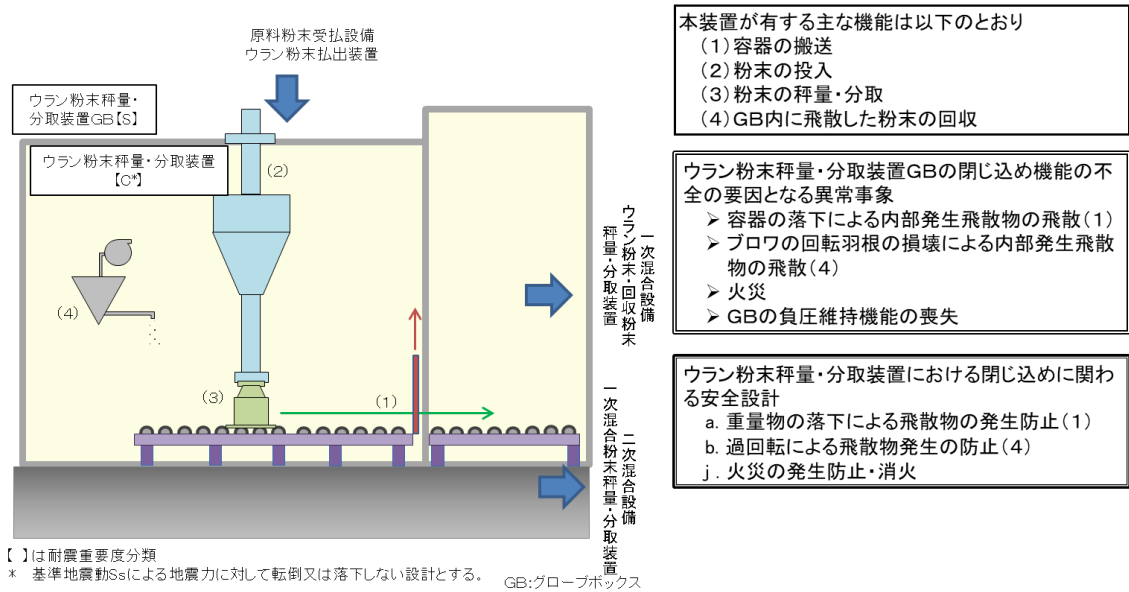 原料粉末受払設備
ウラン粉末払出装置
ウラン粉末秤量・
分取装置GB【S】
ウラン粉末秤量・分取装置
【C*】
(2)
(4)
(3)
(1)
一次混合設備
ウラン粉末・回収粉末
秤量・分取装置
二次混合設備
一次混合粉末秤量・分取装置
【 】は耐震重要度分類
* 基準地震動Ssによる地震力に対して転倒又は落下しない設計とする。
GB:グローブボックス
本装置が有する主な機能は以下のとおり
(1)容器の搬送
(2)粉末の投入
(3)粉末の秤量・分取
(4)GB内に飛散した粉末の回収
ウラン粉末秤量・分取装置GBの閉じ込め機能の不
全の要因となる異常事象
➢ 容器の落下による内部発生飛散物の飛散(1)
➢ ブロワの回転羽根の損壊による内部発生飛散
物の飛散(4)
➢ 火災
➢ GBの負圧維持機能の喪失
ウラン粉末秤量・分取装置における閉じ込めに関わ
る安全設計
a. 重量物の落下による飛散物の発生防止(1)
b. 過回転による飛散物発生の防止(4)
j. 火災の発生防止・消火